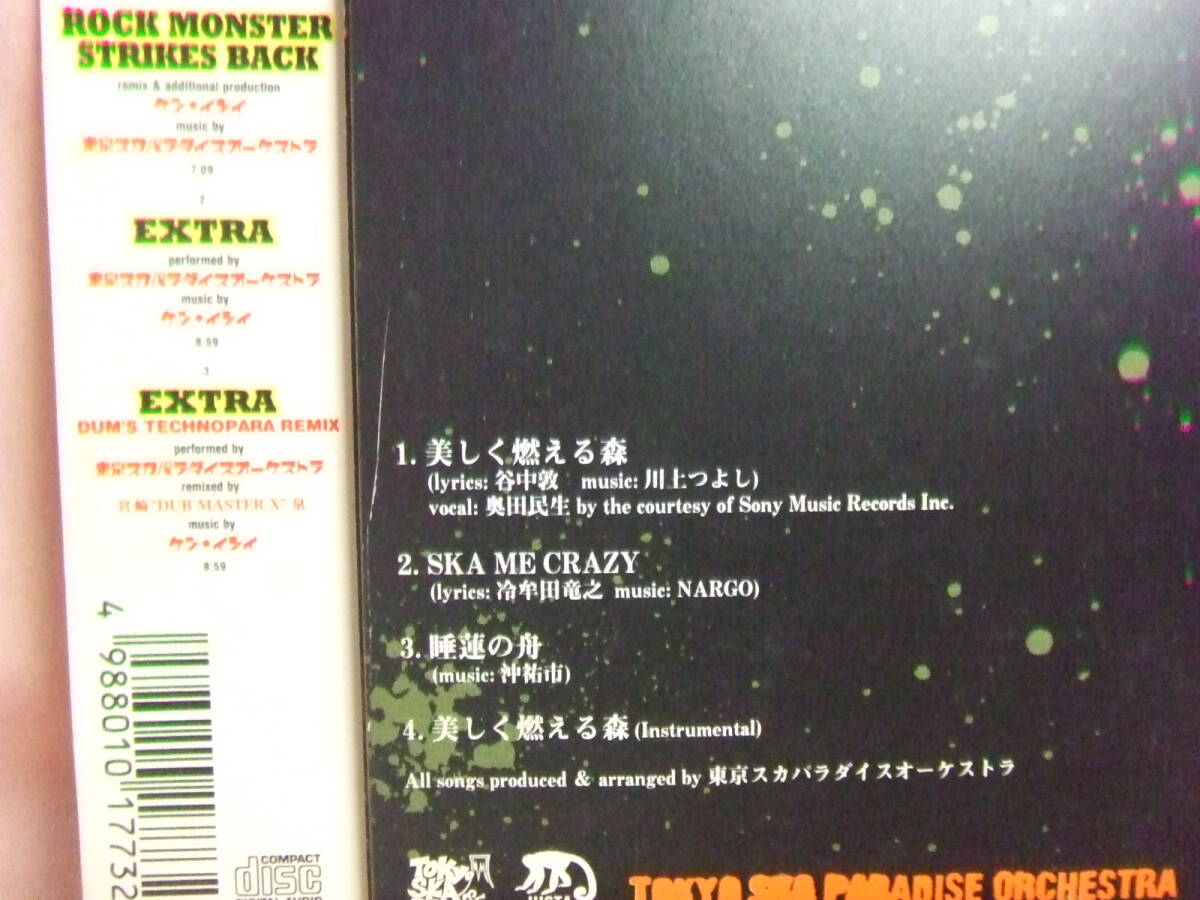 ROCK MONSTER
STRIKES BACK
remix & additional production
ケン・イシイ
music by
東京スカパラダイスオーケストラ
7:09
2
EXTRA
performed by
東京スカパラダイスオーケストラ
music by
ケン・イシイ
8:59
3
EXTRA
DUM'S TECHNOPARA REMIX
performed by
東京スカパラダイスオーケストラ
remixed by
宮崎"DUB MASTER X"泉
music by
ケン・イシイ
8:59
4 988010 17732
COMPACT
disc
DIGITAL AUDIO
1. 美しく燃える森
(lyrics: 谷中敦 music: 川上つよし)
vocal: 奥田民生 by the courtesy of Sony Music Records Inc.
2. SKA ME CRAZY
(lyrics: 冷牟田竜之 music: NARGO)
3. 睡蓮の舟
(music: 沖祐市)
4. 美しく燃える森 (Instrumental)
All songs produced & arranged by 東京スカパラダイスオーケストラ
TOKYO
SKA
TOKYO SKA PARADISE ORCHESTRA